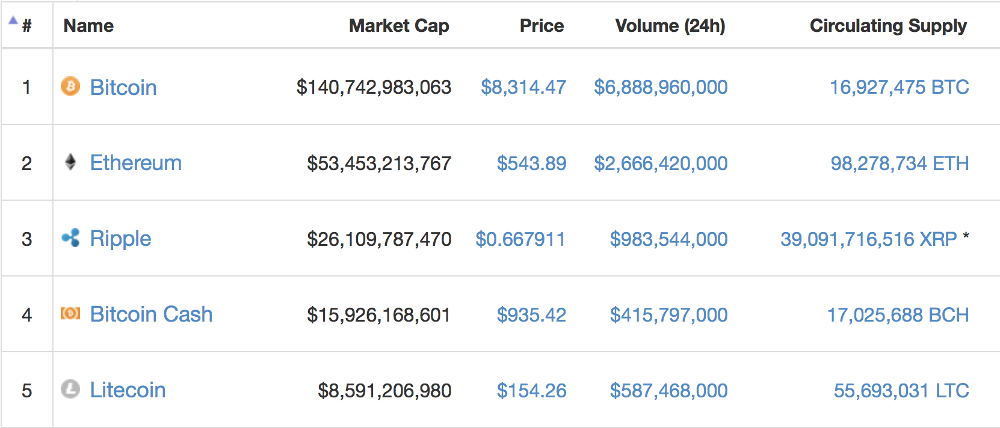 # Name Market Cap Price Volume (24h) Circulating Supply
1 Bitcoin $140,742,983,063 $8,314.47 $6,888,960,000 16,927,475 BTC
2 Ethereum $53,453,213,767 $543.89 $2,666,420,000 98,278,734 ETH
3 Ripple $26,109,787,470 $0.667911 $983,544,000 39,091,716,516 XRP *
4 Bitcoin Cash $15,926,168,601 $935.42 $415,797,000 17,025,688 BCH
5 Litecoin $8,591,206,980 $154.26 $587,468,000 55,693,031 LTC